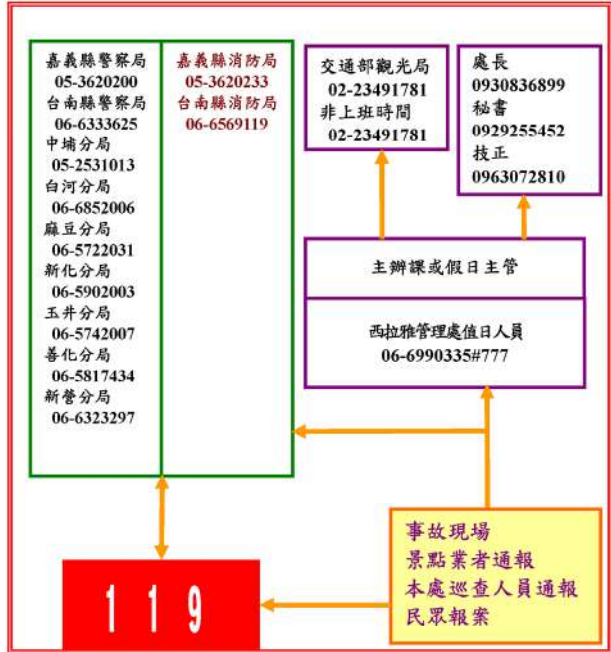 嘉義縣警察局
05-3620200
台南縣警察局
06-6333625
中埔分局
05-2531013
白河分局
06-6852006
麻豆分局
06-5722031
新化分局
06-5902003
玉井分局
06-5742007
善化分局
06-5817434
新營分局
06-6323297
嘉義縣消防局
05-3620233
台南縣消防局
06-6569119
交通部觀光局
02-23491781
非上班時間
02-23491781
處長
0930836899
秘書
0929255452
技正
0963072810
主辦課或假日主管
西拉雅管理處值日人員
06-6990335#777
事故現場
景點業者通報
本處巡查人員通報
民眾報案
119